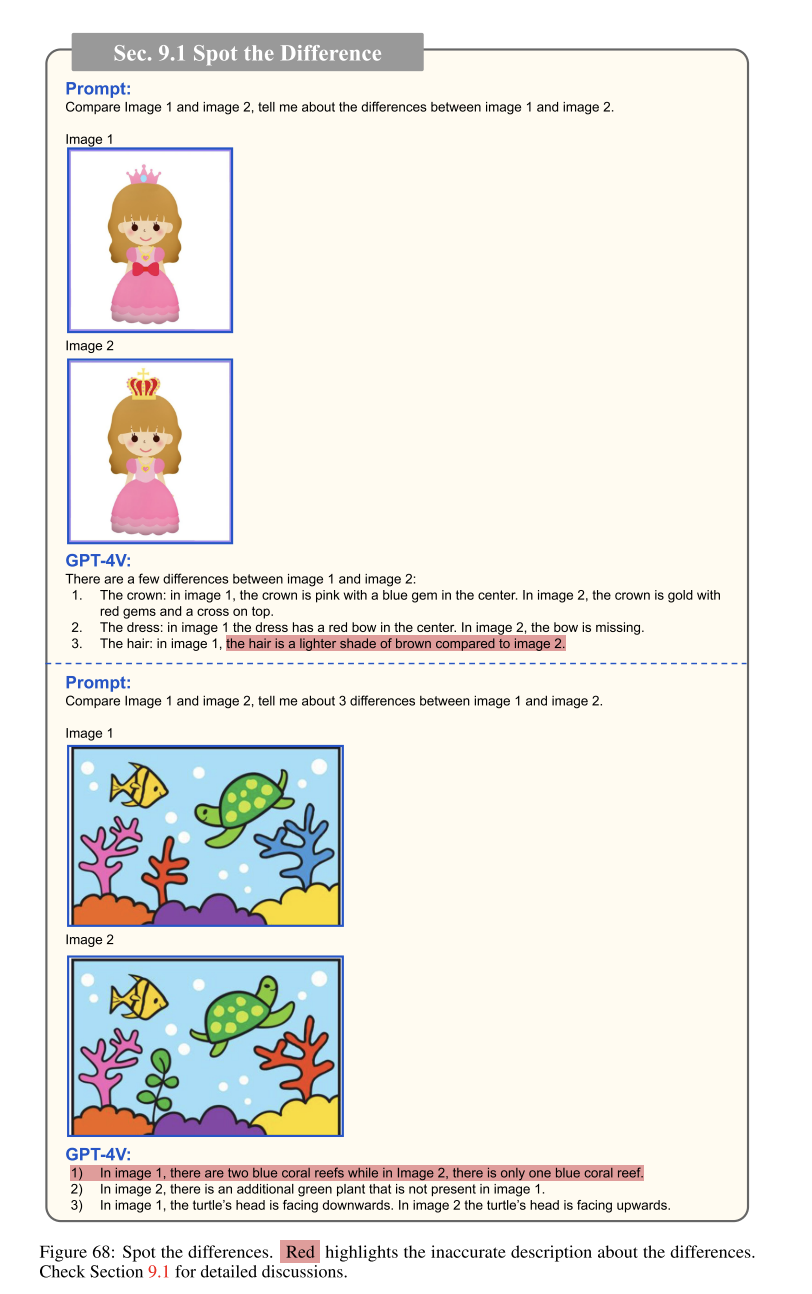 Sec. 9.1 Spot the Difference
Prompt:
Compare Image 1 and image 2, tell me about the differences between image 1 and image 2.
Image 1
Image 2
GPT-4V:
There are a few differences between image 1 and image 2:
1. The crown: in image 1, the crown is pink with a blue gem in the center. In image 2, the crown is gold with
red gems and a cross on top.
2. The dress: in image 1 the dress has a red bow in the center. In image 2, the bow is missing.
3. The hair: in image 1, the hair is a lighter shade of brown compared to image 2.
Prompt:
Compare Image 1 and image 2, tell me about 3 differences between image 1 and image 2.
Image 1
Image 2
GPT-4V:
1) In image 1, there are two blue coral reefs while in Image 2, there is only one blue coral reef.
2) In image 2, there is an additional green plant that is not present in image 1.
3) In image 1, the turtle's head is facing downwards. In image 2 the turtle's head is facing upwards.
Figure 68: Spot the differences. Red highlights the inaccurate description about the differences.
Check Section 9.1 for detailed discussions.